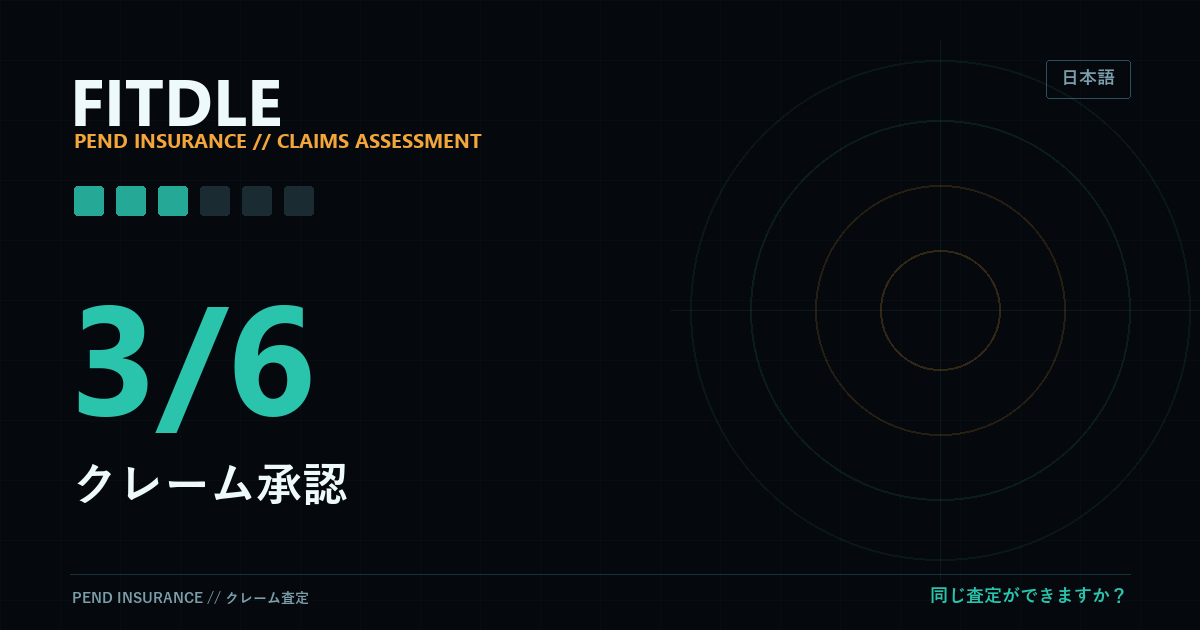 FITDLE
日本語
PEND INSURANCE // CLAIMS ASSESSMENT
3/6
クレーム承認
PEND INSURANCE // クレーム査定
同じ査定ができますか？